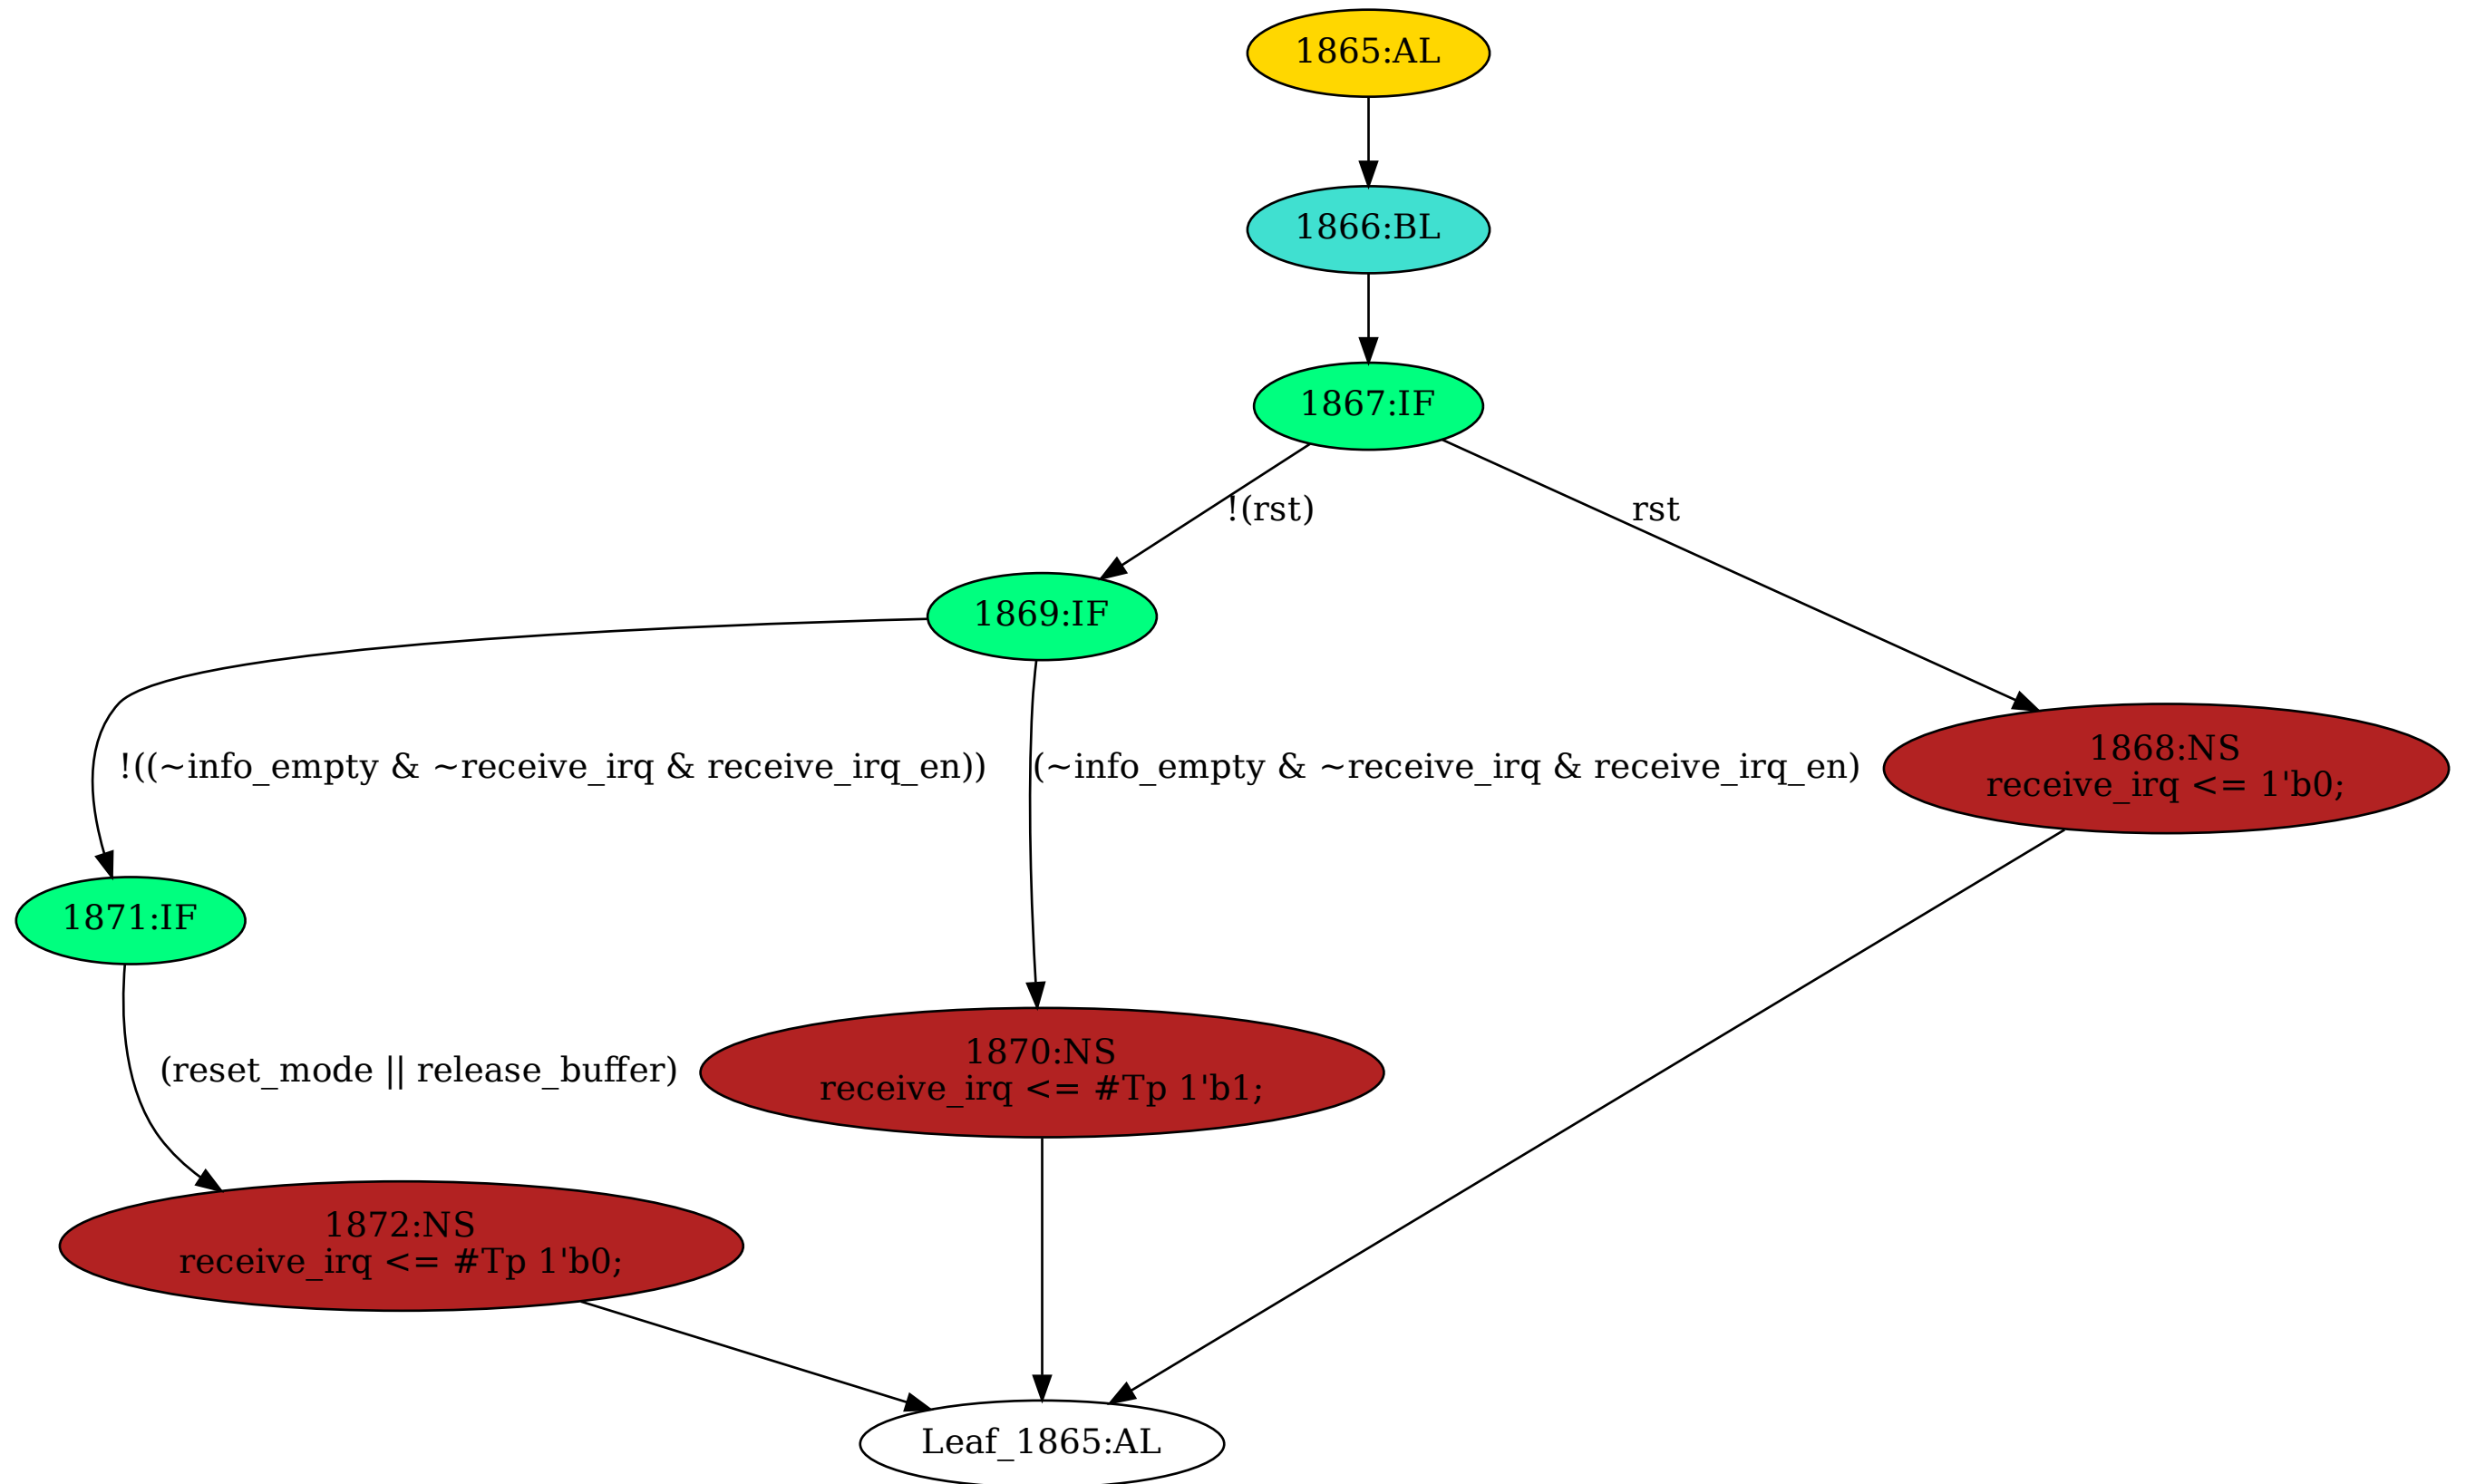 1865:AL
1866:BL
1867:IF
!(rst)
rst
1869:IF
!((~info_empty & ~receive_irq & receive_irq_en))
(~info_empty & ~receive_irq & receive_irq_en)
1868:NS
receive_irq <= 1'b0;
1871:IF
(reset_mode || release_buffer)
1870:NS
receive_irq <= #Tp 1'b1;
1872:NS
receive_irq <= #Tp 1'b0;
Leaf_1865:AL